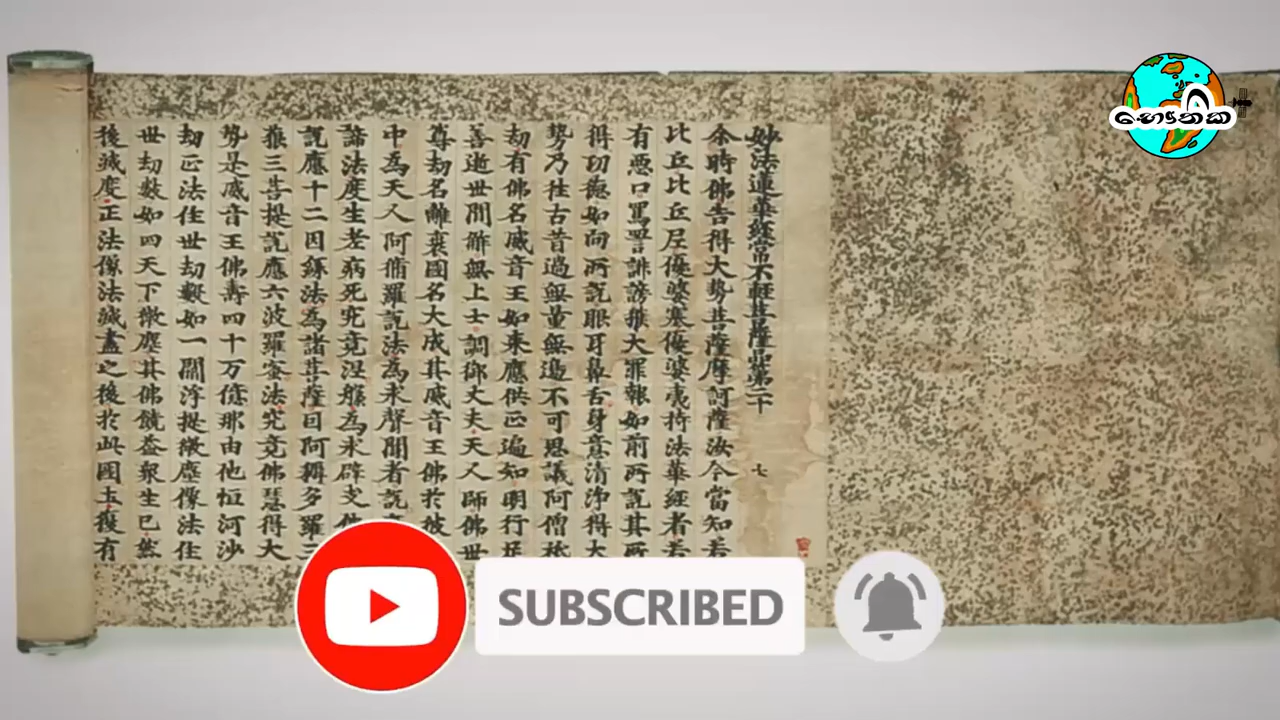 妙法蓮華經常不輕菩薩品第二十 七
尒時佛告得大勢菩薩摩訶薩汝今當知若
比丘比丘尼優婆塞優婆夷持法華經者若
有惡口罵詈誹謗獲大罪報如前所說其所
得功德如向所說眼耳鼻舌身意清淨得大
勢乃往古昔過無量無邊不可思議阿僧祇
劫有佛名威音王如來應供正遍知明行足
善逝世間解無上士調御丈夫天人師佛世
尊劫名離衰國名大成其威音王佛於彼
中為天人阿脩羅說法為求聲聞者說
諦法度生老病死究竟涅槃為求辟支佛
說應十二因緣法為諸菩薩因阿耨多羅三
藐三菩提說應六波羅蜜法究竟佛慧得大
勢是威音王佛壽四十万億那由他恒河沙
劫正法住世劫數如一閻浮提微塵像法住
世劫數如四天下微塵其佛饒益眾生已然
後滅度正法像法滅盡之後於此國土復有
භෞතික
SUBSCRIBED